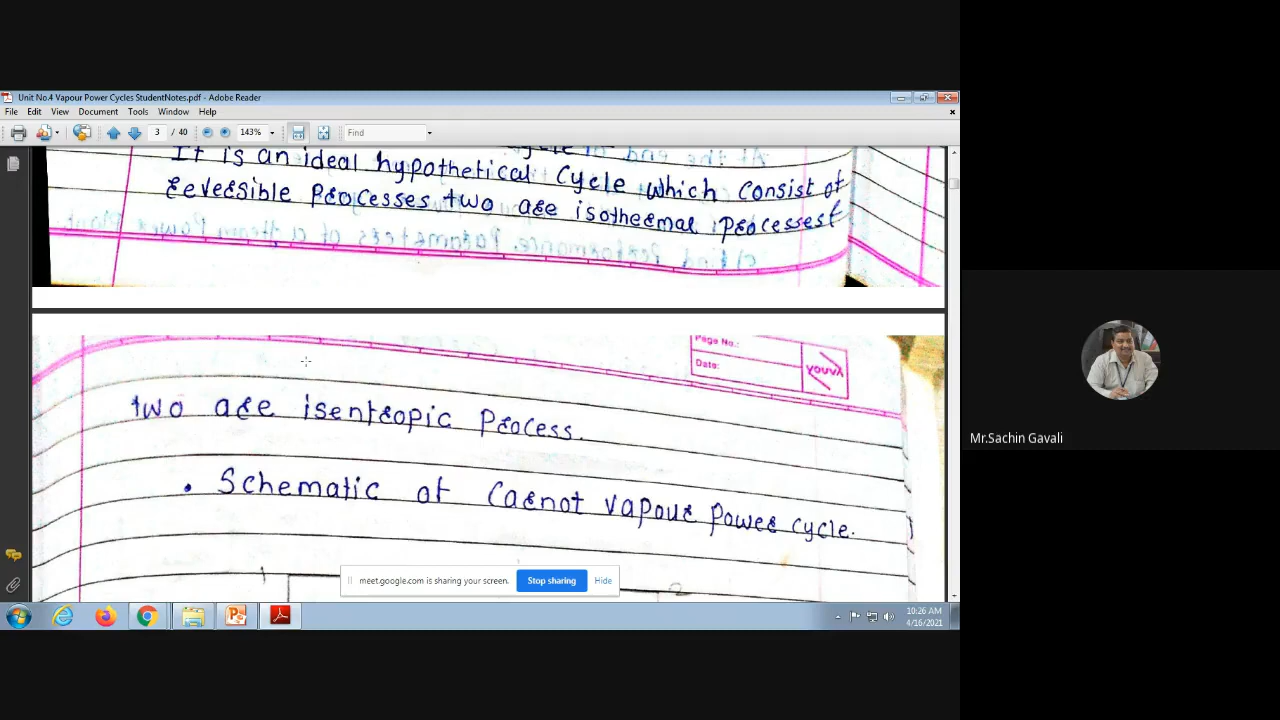 Unit No.4 Vapour Power Cycles StudentNotes.pdf - Adobe Reader
File Edit View Document Tools Window Help
3 / 40 143% Find
It is an ideal hypothetical cycle which consist of
reversible processes two are isothermal processes &
Page No.:
Date:
YOUVA
two are isentropic process.
• Schematic of Carnot vapour power cycle.
1
2
meet.google.com is sharing your screen. Stop sharing Hide
10:26 AM
4/16/2021
Mr.Sachin Gavali